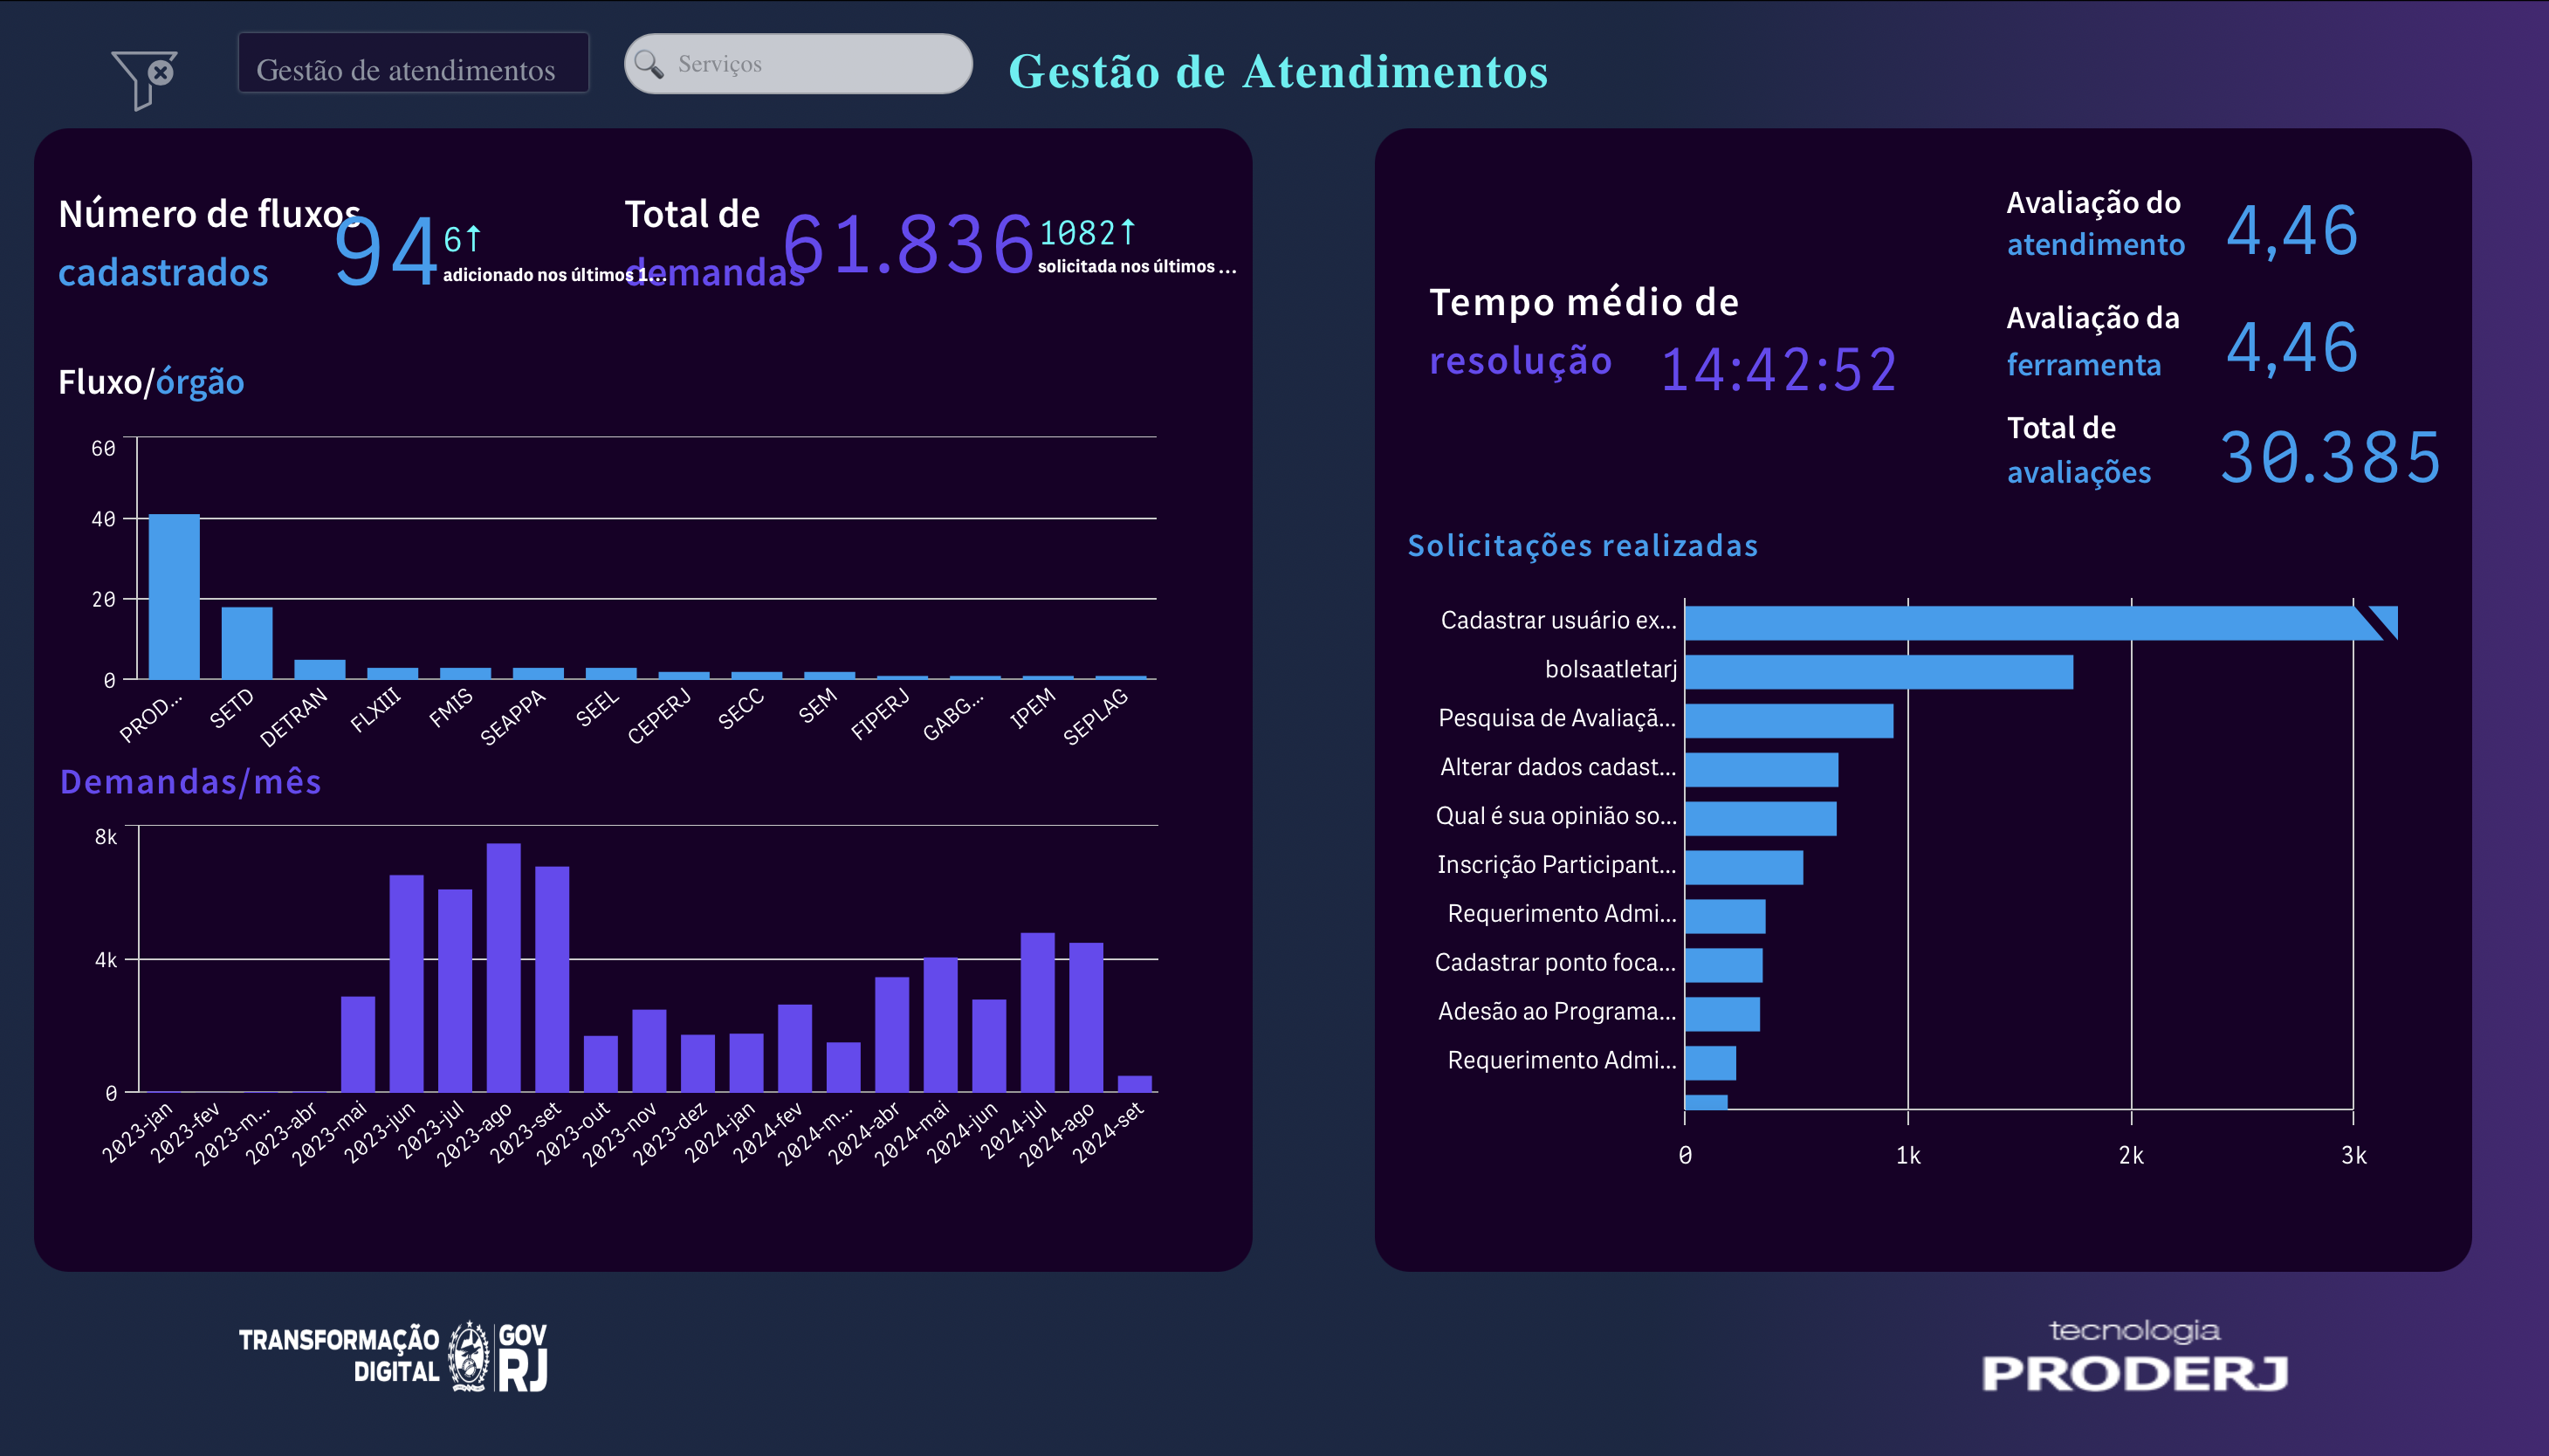 Gestão de atendimentos
Serviços
Gestão de Atendimentos
Número de fluxos
cadastrados
94
6↑
adicionado nos últimos 1...
Total de
demandas
61.836
1082↑
solicitada nos últimos ...
Fluxo/órgão
60
40
20
0
PROD...
SETD
DETRAN
FLXIII
FMIS
SEAPPA
SEEL
CEPERJ
SECC
SEM
FIPERJ
GABG...
IPEM
SEPLAG
Demandas/mês
8k
4k
0
2023-jan
2023-fev
2023-m...
2023-abr
2023-mai
2023-jun
2023-jul
2023-ago
2023-set
2023-out
2023-nov
2023-dez
2024-jan
2024-fev
2024-m...
2024-abr
2024-mai
2024-jun
2024-jul
2024-ago
2024-set
Tempo médio de
resolução
14:42:52
Avaliação do
atendimento
4,46
Avaliação da
ferramenta
4,46
Total de
avaliações
30.385
Solicitações realizadas
Cadastrar usuário ex...
bolsaatletarj
Pesquisa de Avaliaçã...
Alterar dados cadast...
Qual é sua opinião so...
Inscrição Participant...
Requerimento Admi...
Cadastrar ponto foca...
Adesão ao Programa...
Requerimento Admi...
0
1k
2k
3k
TRANSFORMAÇÃO
DIGITAL
GOV
RJ
tecnologia
PRODERJ